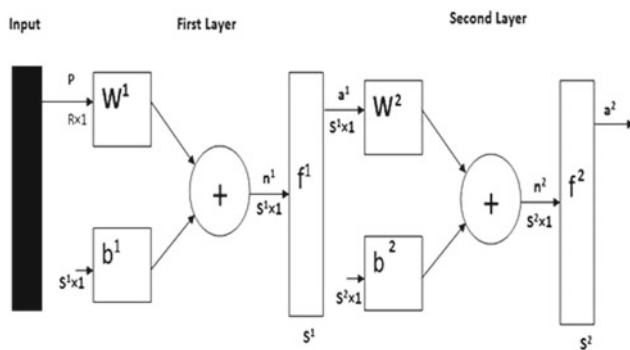 Input
First Layer
Second Layer
P
R×1
W¹
b¹
S¹×1
+
n¹
S¹×1
f¹
S¹
a¹
S¹×1
W²
b²
S²×1
+
n²
S²×1
f²
S²
a²